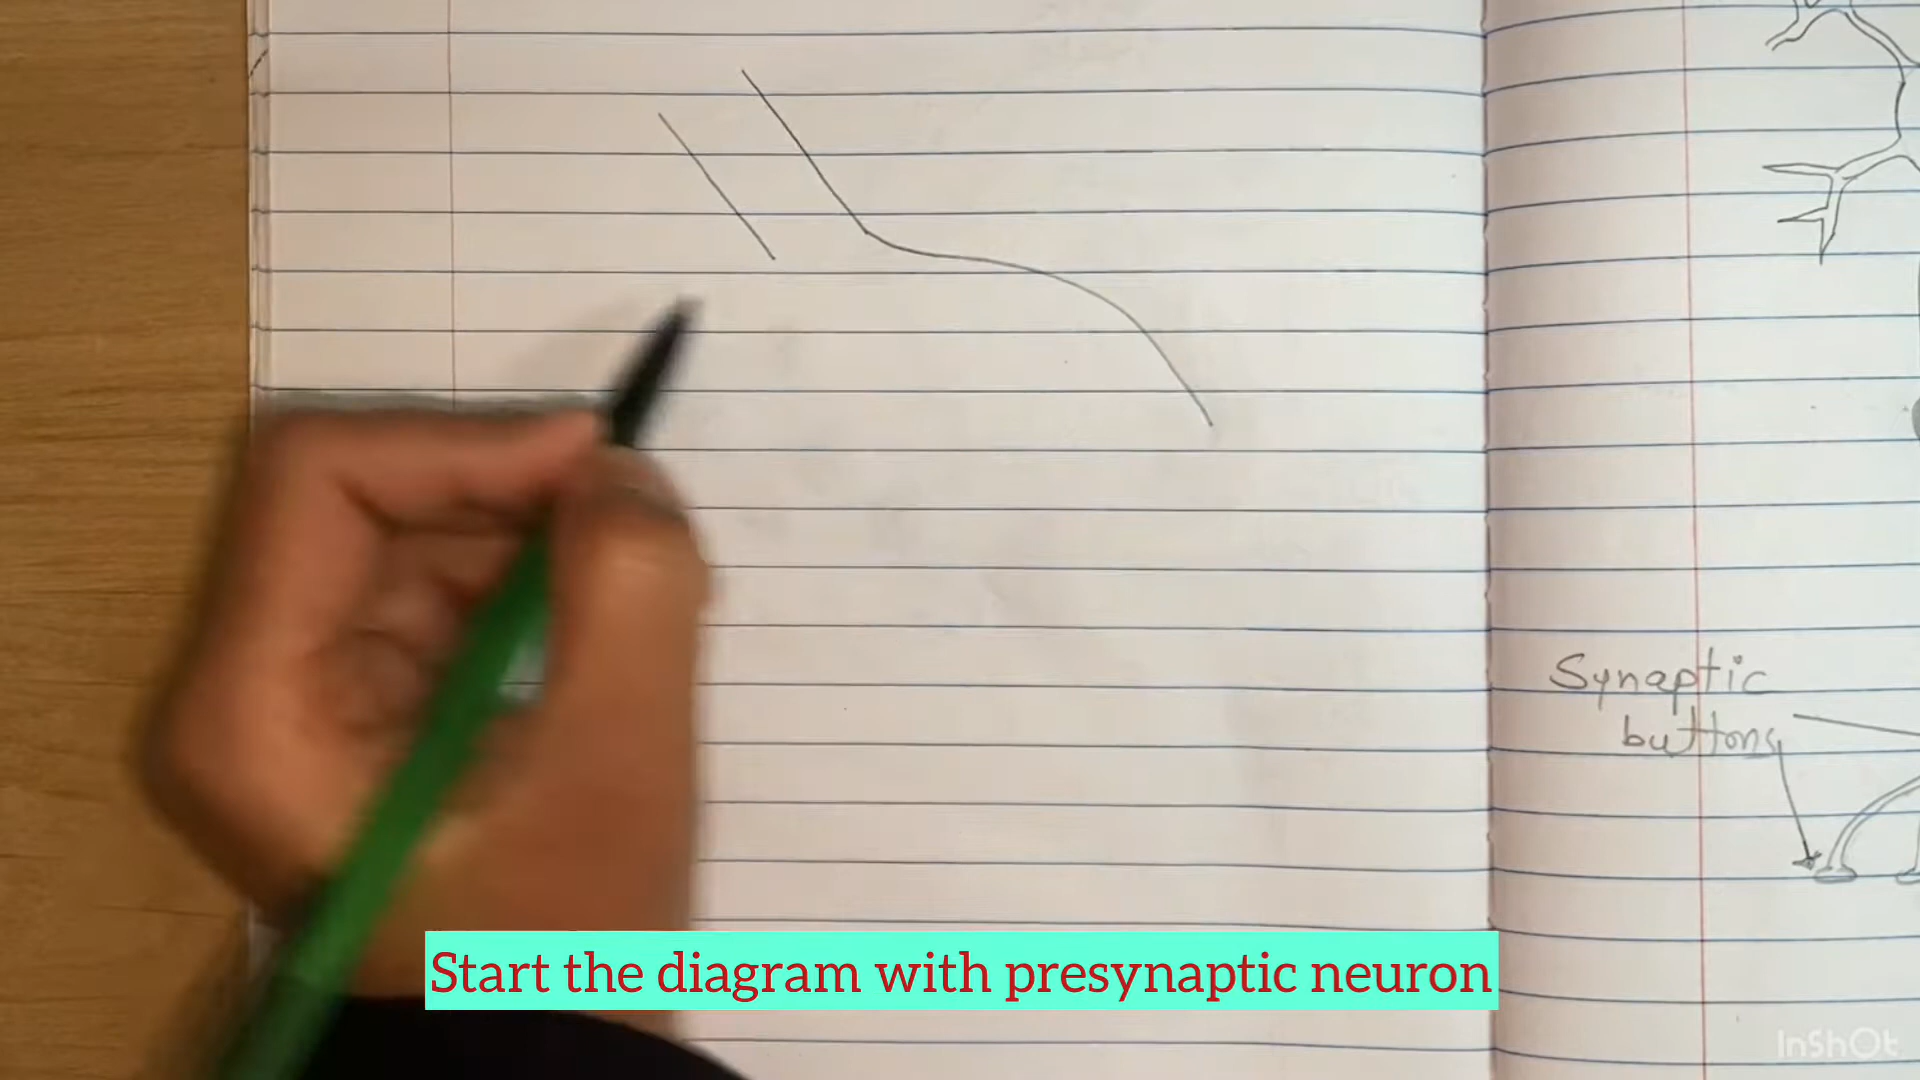 Synaptic
buttons
Start the diagram with presynaptic neuron
InShOt